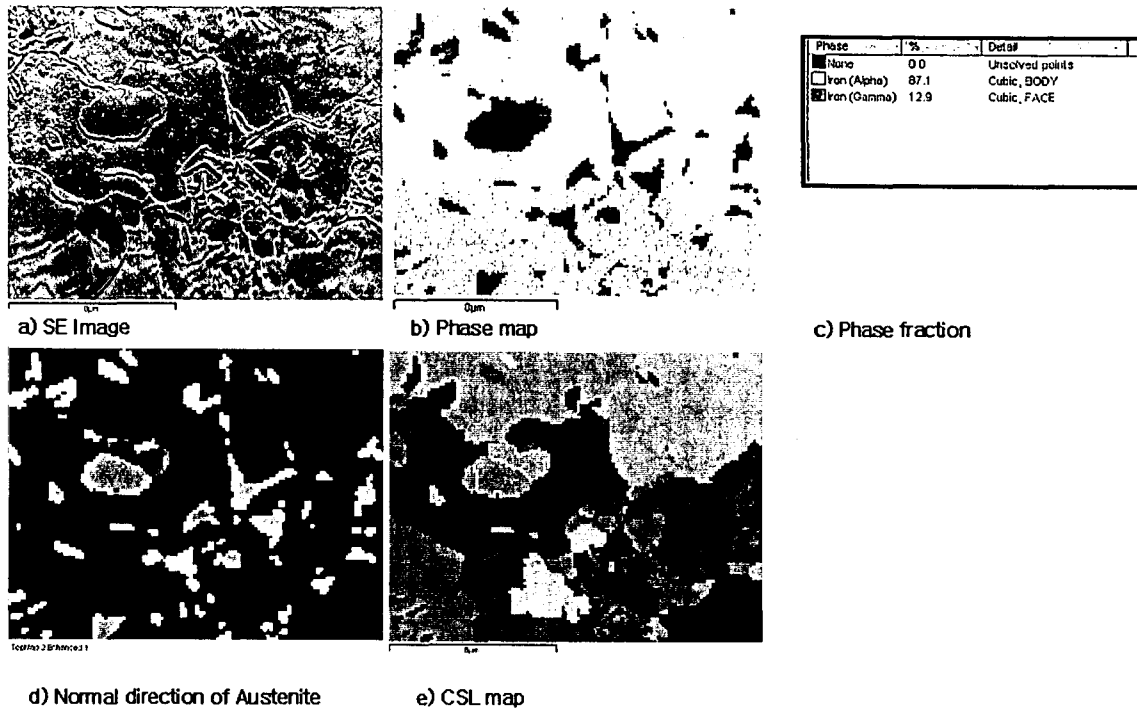 Phase % Detail
None 0.0 Unsolved points
Iron (Alpha) 87.1 Cubic, BODY
Iron (Gamma) 12.9 Cubic, FACE
a) SE Image
b) Phase map
c) Phase fraction
d) Normal direction of Austenite
e) CSL map